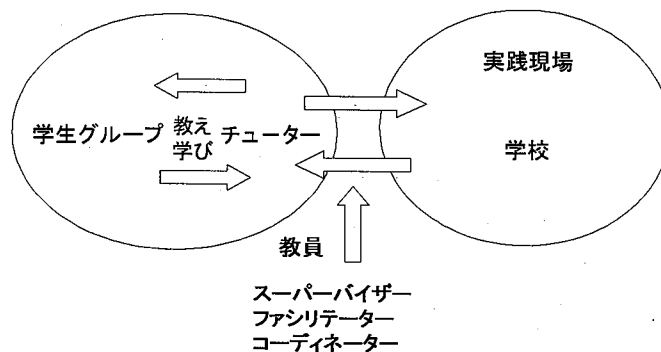 実践現場
学生グループ 教え 学び チューター
学校
教員
スーパーバイザー
ファシリテーター
コーディネーター